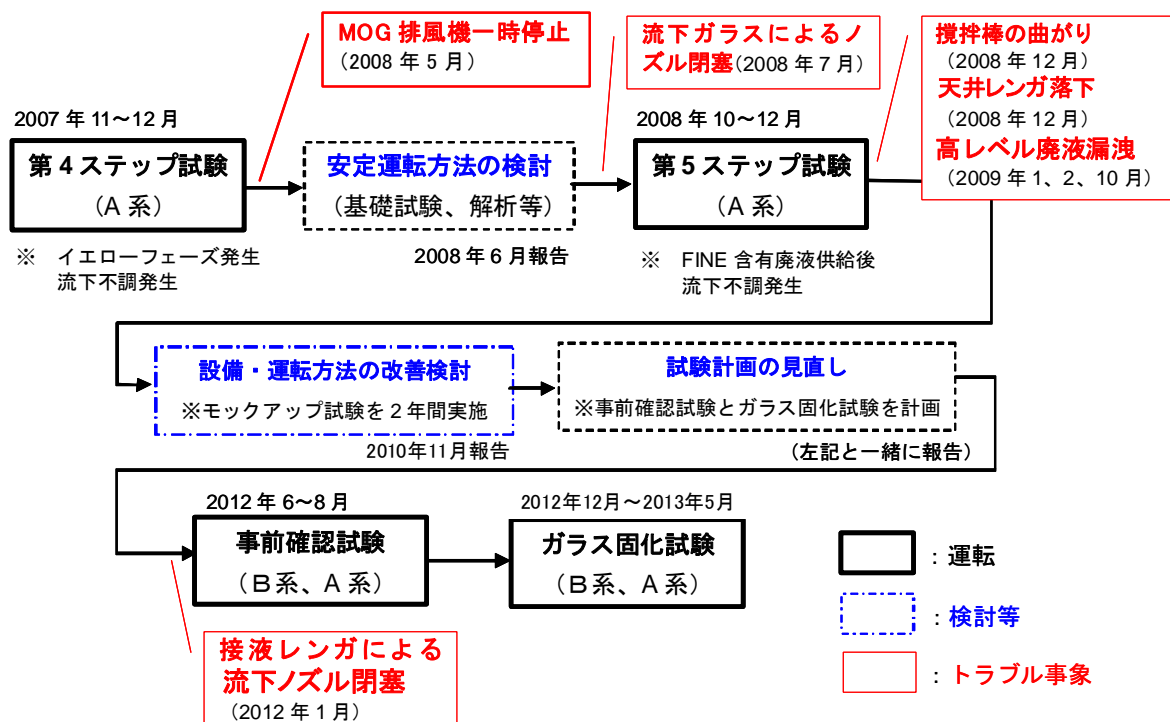 MOG 排風機一時停止
（2008 年 5 月）
流下ガラスによるノ
ズル閉塞（2008 年 7 月）
撹拌棒の曲がり
（2008 年 12 月）
天井レンガ落下
（2008 年 12 月）
高レベル廃液漏洩
（2009 年 1、2、10 月）
2007 年 11～12 月
第 4 ステップ試験
（A 系）
※ イエローフェーズ発生
流下不調発生
安定運転方法の検討
（基礎試験、解析等）
2008 年 6 月報告
2008 年 10～12 月
第 5 ステップ試験
（A 系）
※ FINE 含有廃液供給後
流下不調発生
設備・運転方法の改善検討
※モックアップ試験を 2 年間実施
2010年11月報告
試験計画の見直し
※事前確認試験とガラス固化試験を計画
（左記と一緒に報告）
2012 年 6～8 月
事前確認試験
（Ｂ系、A 系）
2012年12月～2013年5月
ガラス固化試験
（Ｂ系、A 系）
接液レンガによる
流下ノズル閉塞
（2012 年 1 月）
：運転
：検討等
：トラブル事象